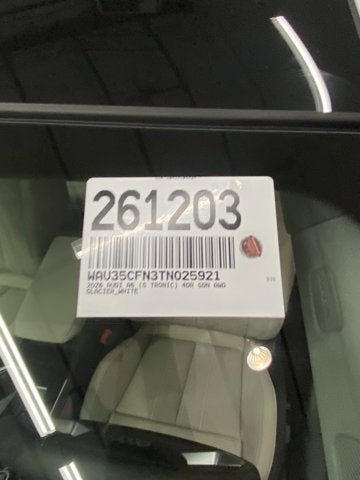 261203
WAU35CFN3TN025921
2026 AUDI A6 (S TRONIC) 4DR SDN AWD
GLACIER_WHITE